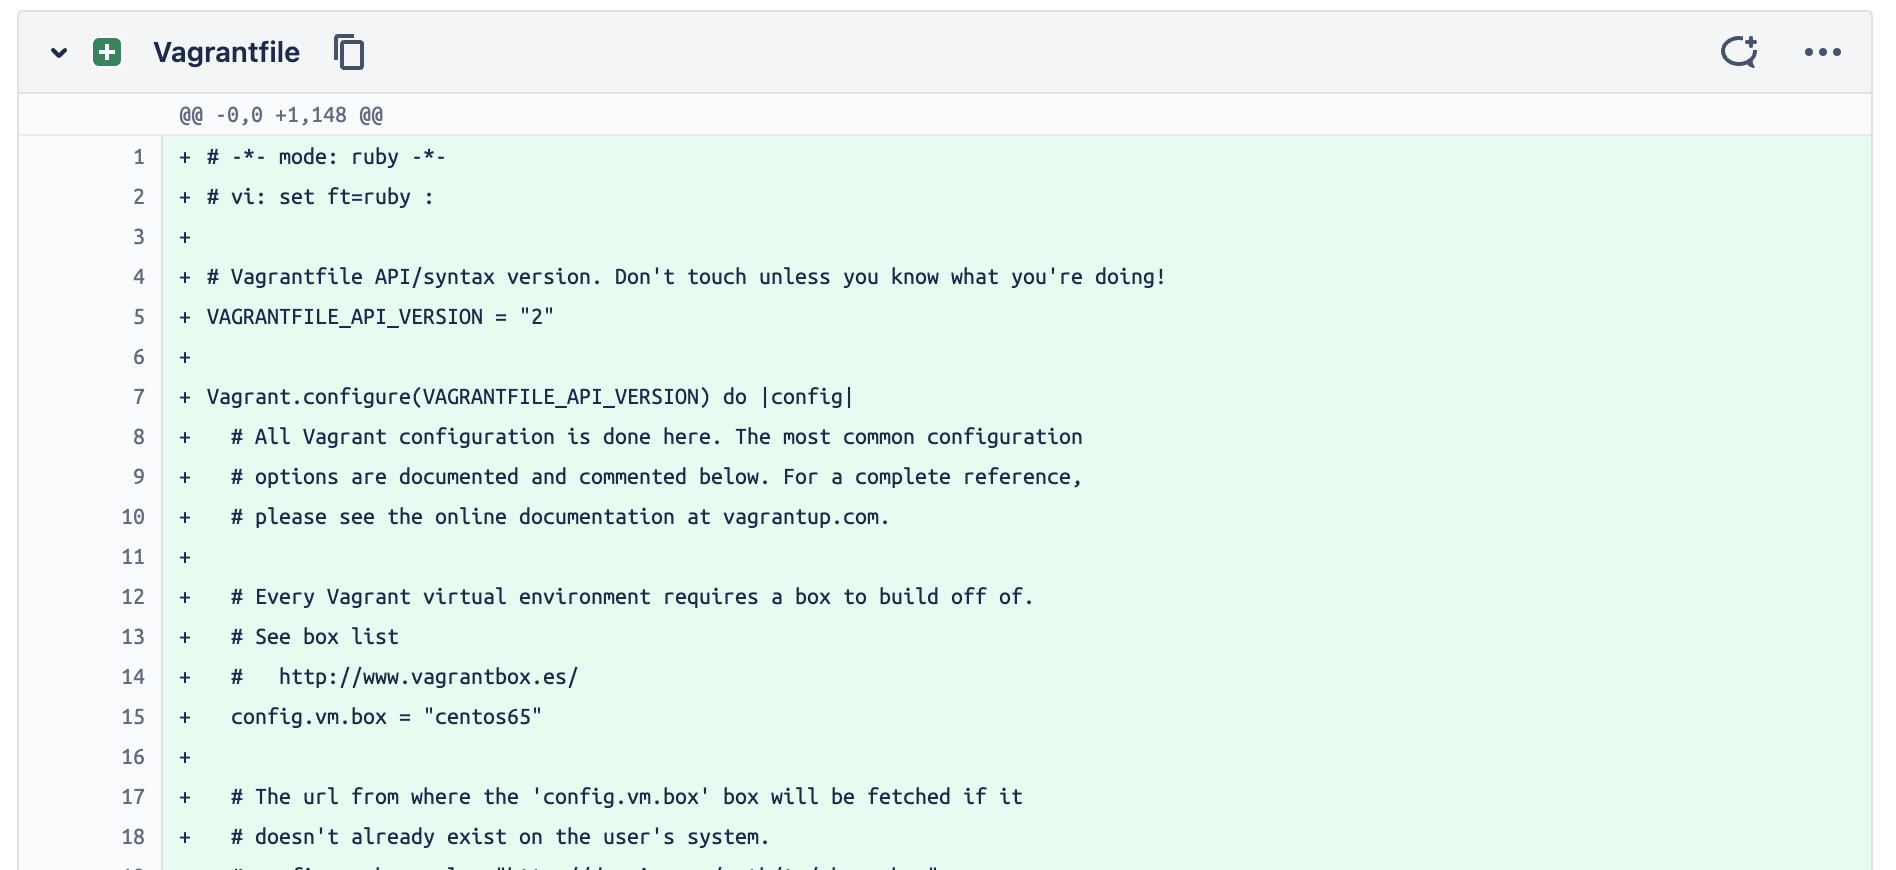 Vagrantfile
@@ -0,0 +1,148 @@
1 + # -*- mode: ruby -*-
2 + # vi: set ft=ruby :
3 +
4 + # Vagrantfile API/syntax version. Don't touch unless you know what you're doing!
5 + VAGRANTFILE_API_VERSION = "2"
6 +
7 + Vagrant.configure(VAGRANTFILE_API_VERSION) do |config|
8 +   # All Vagrant configuration is done here. The most common configuration
9 +   # options are documented and commented below. For a complete reference,
10 +   # please see the online documentation at vagrantup.com.
11 +
12 +   # Every Vagrant virtual environment requires a box to build off of.
13 +   # See box list
14 +   #   http://www.vagrantbox.es/
15 +   config.vm.box = "centos65"
16 +
17 +   # The url from where the 'config.vm.box' box will be fetched if it
18 +   # doesn't already exist on the user's system.